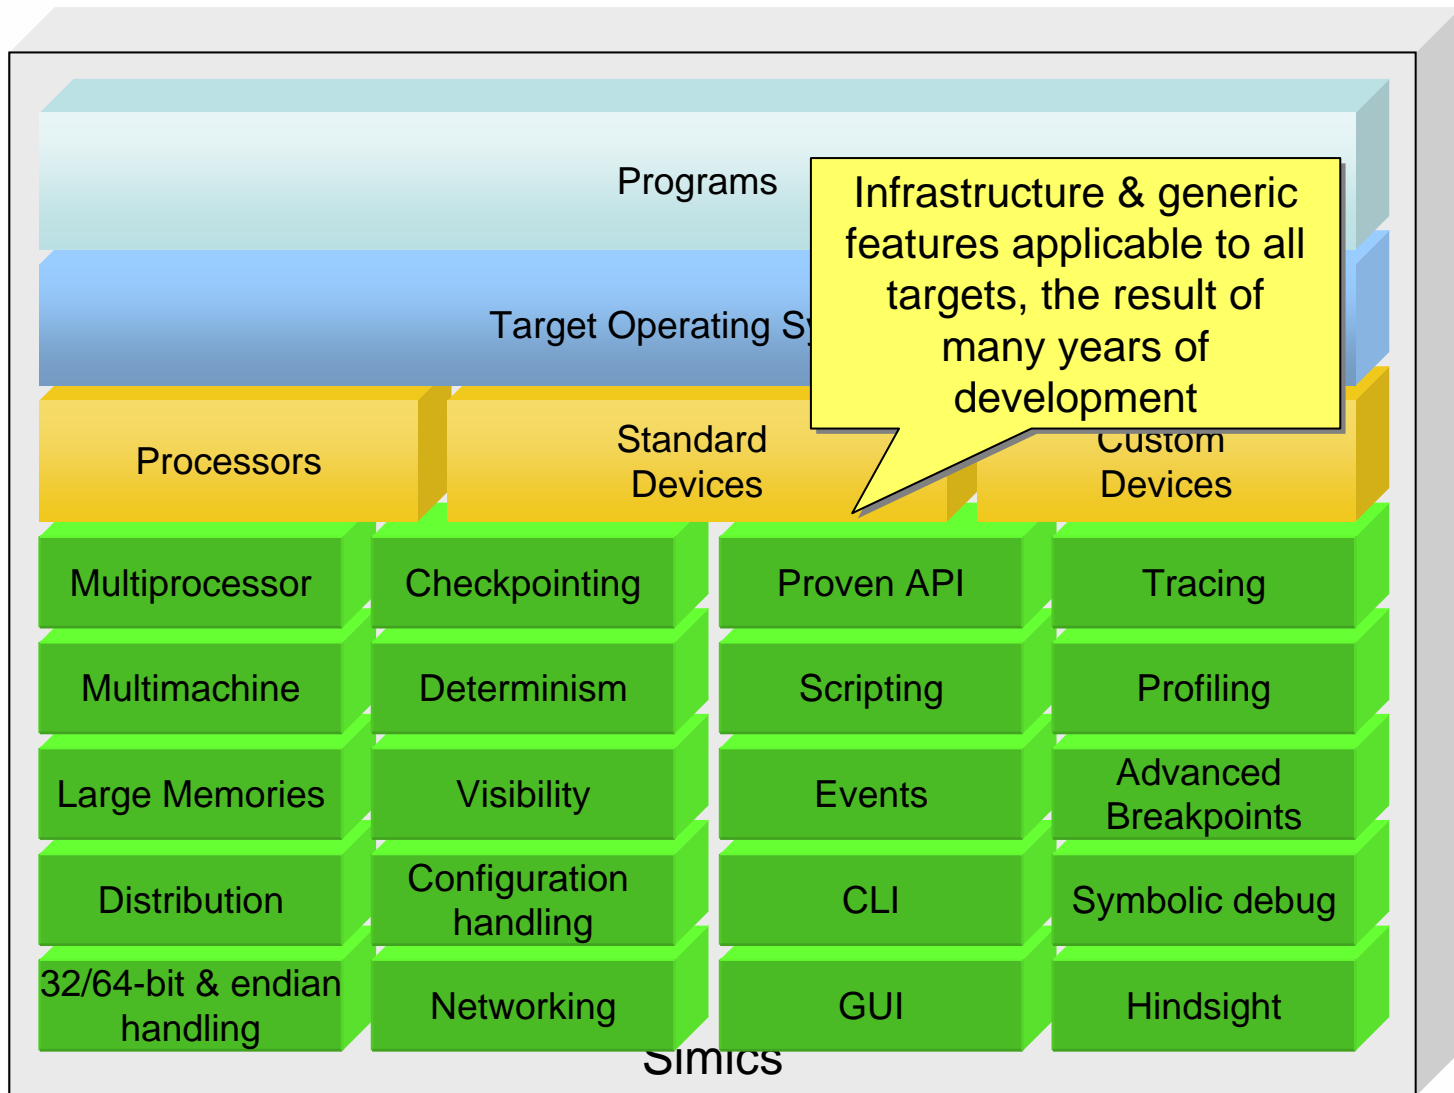 Programs
Infrastructure & generic
features applicable to all
targets, the result of
many years of
development
Target Operating Sy
Processors
Standard
Devices
Custom
Devices
Multiprocessor
Checkpointing
Proven API
Tracing
Multimachine
Determinism
Scripting
Profiling
Large Memories
Visibility
Events
Advanced
Breakpoints
Distribution
Configuration
handling
CLI
Symbolic debug
32/64-bit & endian
handling
Networking
GUI
Hindsight
Simics